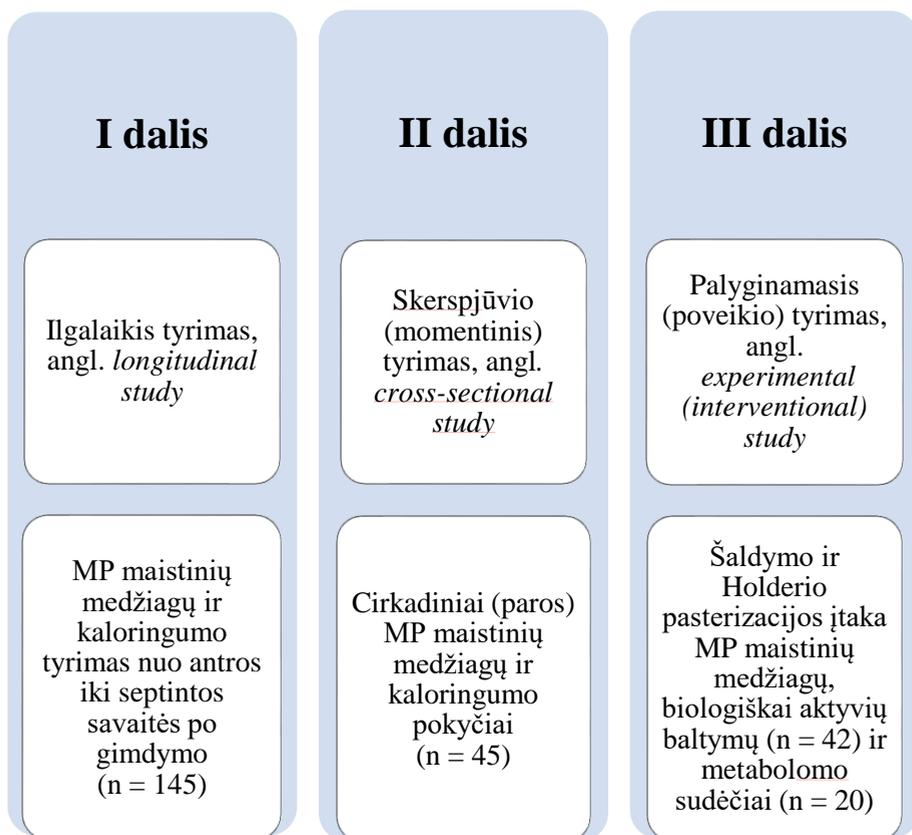 I dalis
Ilgalaikis tyrimas,
angl. longitudinal
study
MP maistinių
medžiagų ir
kaloringumo
tyrimas nuo antros
iki septintos
savaitės po
gimdymo
(n = 145)
II dalis
Skerspjūvio
(momentinis)
tyrimas, angl.
cross-sectional
study
Cirkadiniai (paros)
MP maistinių
medžiagų ir
kaloringumo
pokyčiai
(n = 45)
III dalis
Palyginamasis
(poveikio) tyrimas,
angl.
experimental
(interventional)
study
Šaldymo ir
Holderio
pasterizacijos įtaka
MP maistinių
medžiagų,
biologiškai aktyvių
baltymų (n = 42) ir
metabolomo
sudėčiai (n = 20)